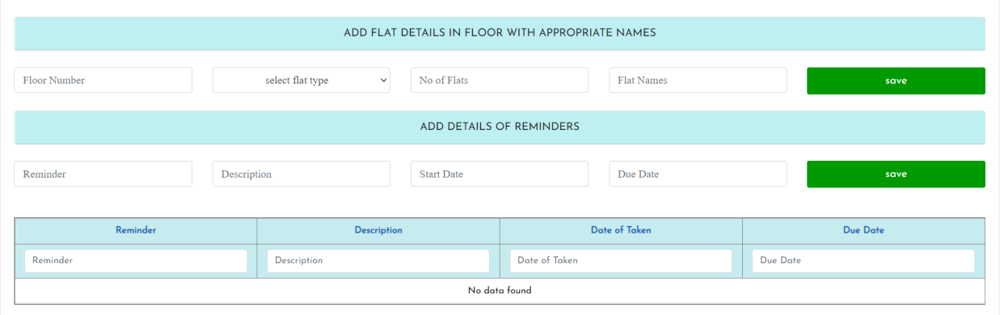 ADD FLAT DETAILS IN FLOOR WITH APPROPRIATE NAMES
Floor Number select flat type No of Flats Flat Names save
ADD DETAILS OF REMINDERS
Reminder Description Start Date Due Date save
Reminder Description Date of Taken Due Date
Reminder Description Date of Taken Due Date
No data found